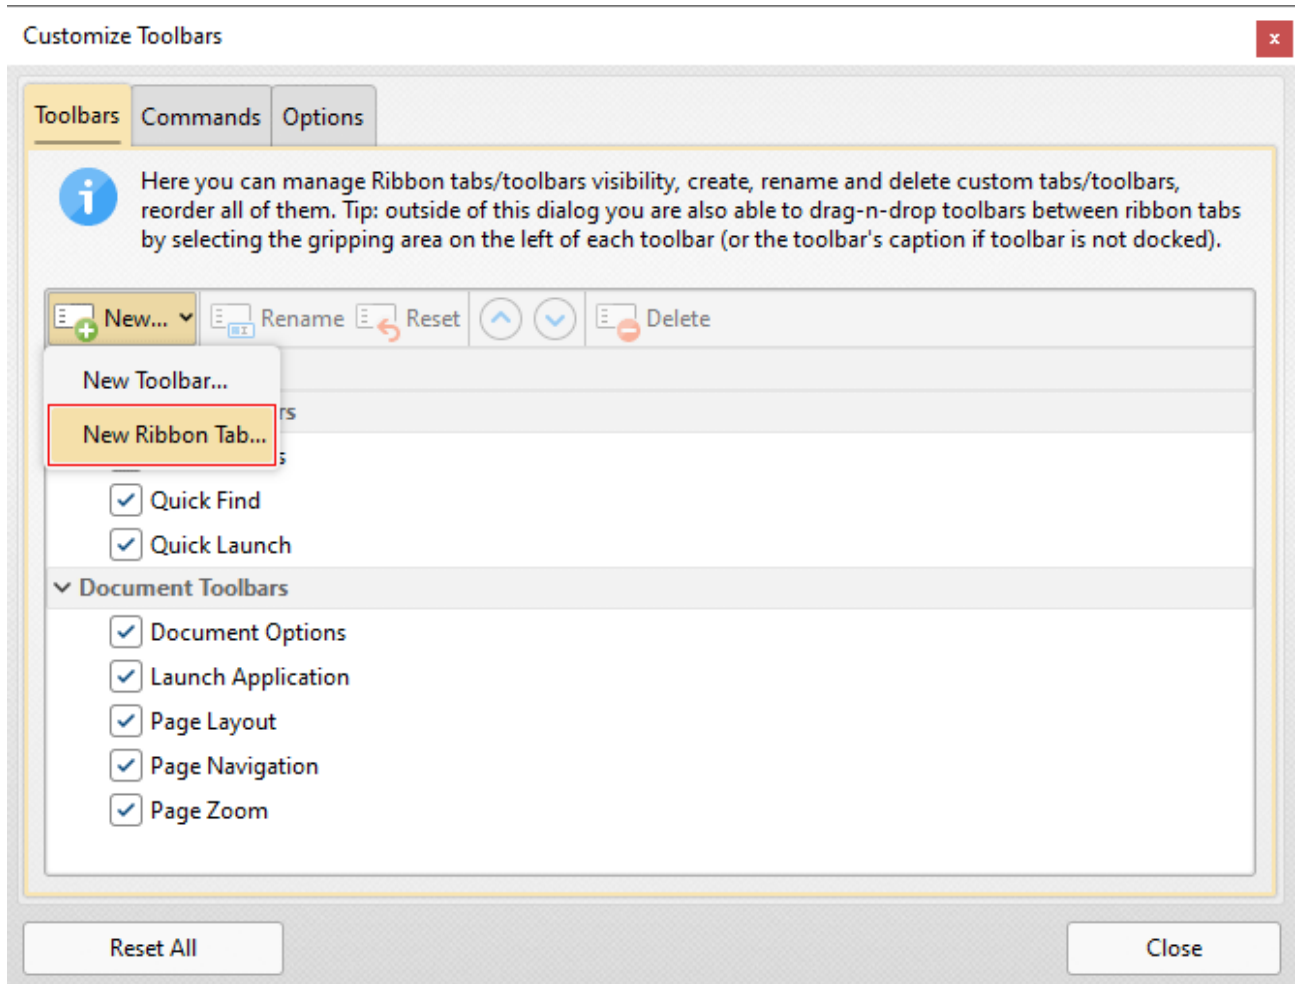 Customize Toolbars
x
Toolbars Commands Options
Here you can manage Ribbon tabs/toolbars visibility, create, rename and delete custom tabs/toolbars,
reorder all of them. Tip: outside of this dialog you are also able to drag-n-drop toolbars between ribbon tabs
by selecting the gripping area on the left of each toolbar (or the toolbar's caption if toolbar is not docked).
New... Rename Reset Delete
New Toolbar...
New Ribbon Tab...
Quick Find
Quick Launch
Document Toolbars
Document Options
Launch Application
Page Layout
Page Navigation
Page Zoom
Reset All Close